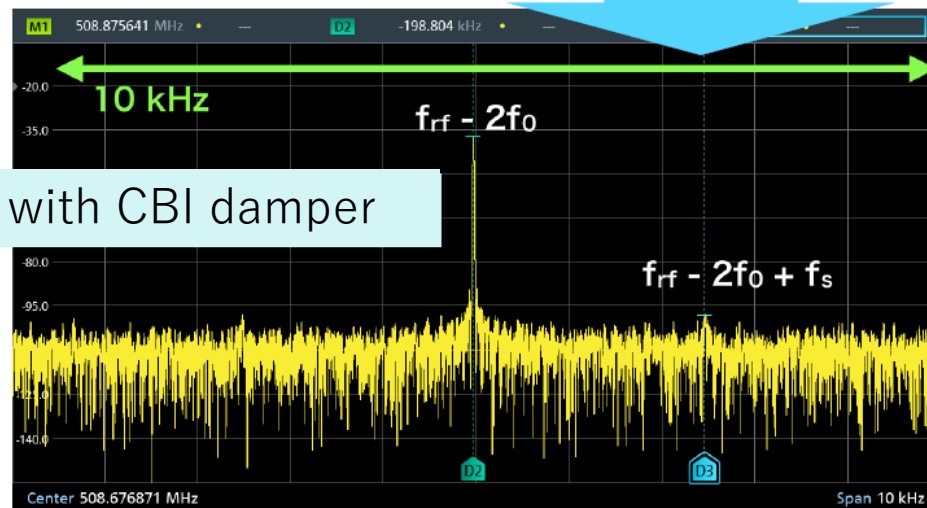 M1 508.875641 MHz • --- D2 -198.804 kHz • --- • ---
-20.0
10 kHz
-35.0
frf - 2f0
with CBI damper
-80.0
frf - 2f0 + fs
-95.0
-140.0
D2 D3
Center 508.676871 MHz Span 10 kHz